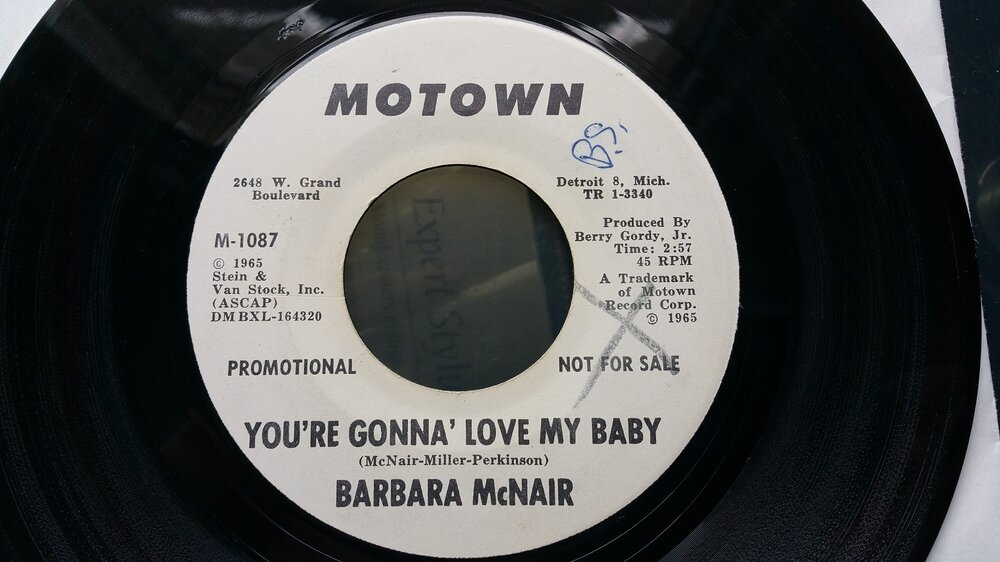 MOTOWN
B.S.
2648 W. Grand
Boulevard
Detroit 8, Mich.
TR 1-3340
M-1087
© 1965
Stein &
Van Stock, Inc.
(ASCAP)
DM BXL-164320
Produced By
Berry Gordy, Jr.
Time: 2:57
45 RPM
A Trademark
of Motown
Record Corp.
© 1965
PROMOTIONAL
NOT FOR SALE
YOU'RE GONNA' LOVE MY BABY
(McNair-Miller-Perkinson)
BARBARA McNAIR